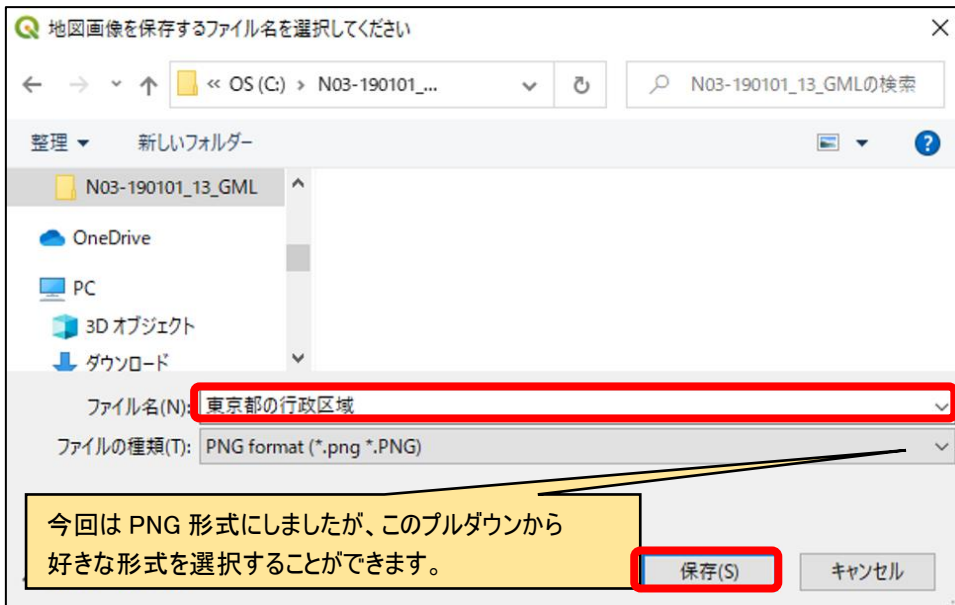 地図画像を保存するファイル名を選択してください
« OS (C:) › N03-190101_...
N03-190101_13_GMLの検索
整理
新しいフォルダー
N03-190101_13_GML
OneDrive
PC
3D オブジェクト
ダウンロード
ファイル名(N): 東京都の行政区域
ファイルの種類(T): PNG format (*.png *.PNG)
今回は PNG 形式にしましたが、このプルダウンから
好きな形式を選択することができます。
保存(S)
キャンセル